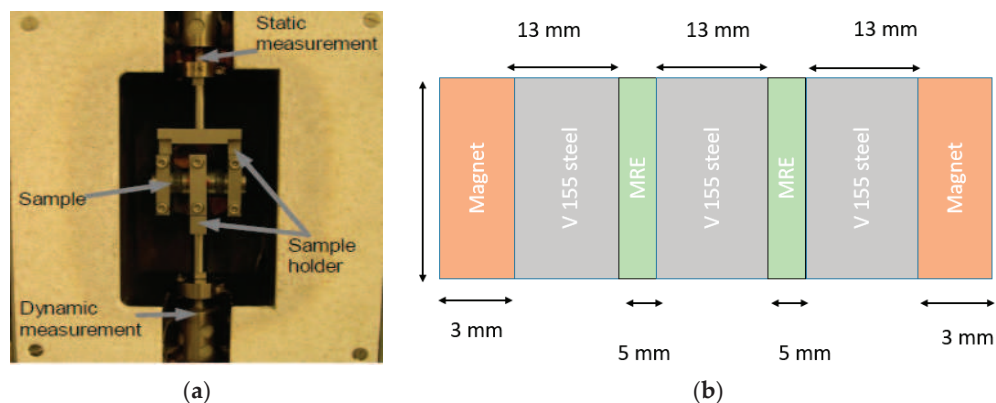 Static
measurement
Sample
Sample
holder
Dynamic
measurement
(a)
13 mm 13 mm 13 mm
Magnet
V 155 steel
MRE
V 155 steel
MRE
V 155 steel
Magnet
3 mm 5 mm 5 mm 3 mm
(b)